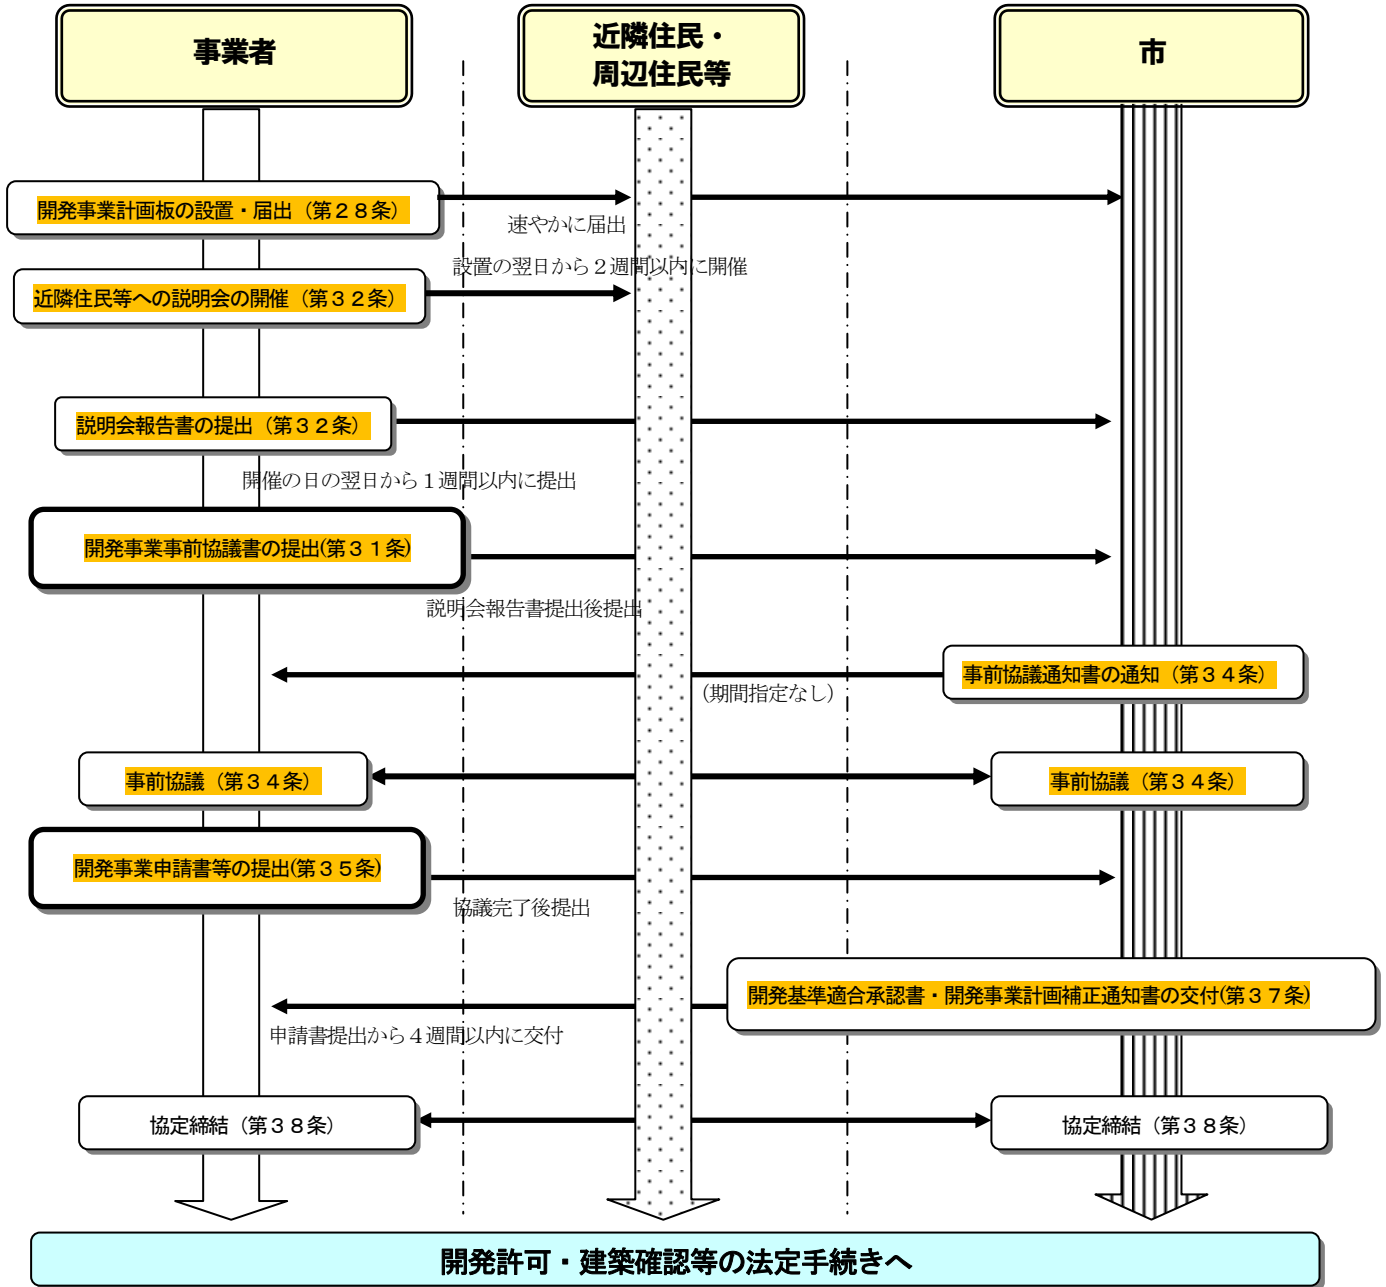 事業者
近隣住民・
周辺住民等
市
開発事業計画板の設置・届出（第２８条）
速やかに届出
設置の翌日から２週間以内に開催
近隣住民等への説明会の開催（第３２条）
説明会報告書の提出（第３２条）
開催の日の翌日から１週間以内に提出
開発事業事前協議書の提出(第３１条)
説明会報告書提出後提出
事前協議通知書の通知（第３４条）
（期間指定なし）
事前協議（第３４条）
事前協議（第３４条）
開発事業申請書等の提出(第３５条)
協議完了後提出
開発基準適合承認書・開発事業計画補正通知書の交付(第３７条)
申請書提出から４週間以内に交付
協定締結（第３８条）
協定締結（第３８条）
開発許可・建築確認等の法定手続きへ